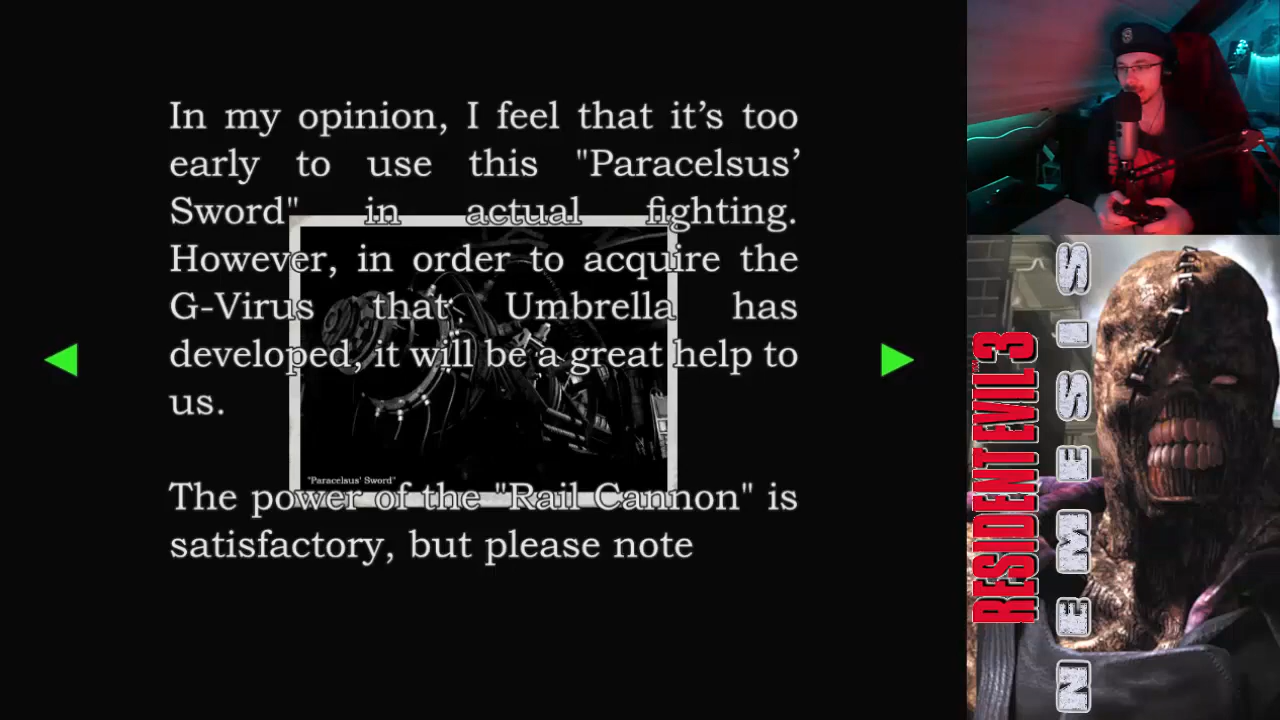 In my opinion, I feel that it’s too
early to use this "Paracelsus’
Sword" in actual fighting.
However, in order to acquire the
G-Virus that Umbrella has
developed, it will be a great help to
us.
"Paracelsus' Sword"
The power of the "Rail Cannon" is
satisfactory, but please note
RESIDENT EVIL 3
NEMESIS